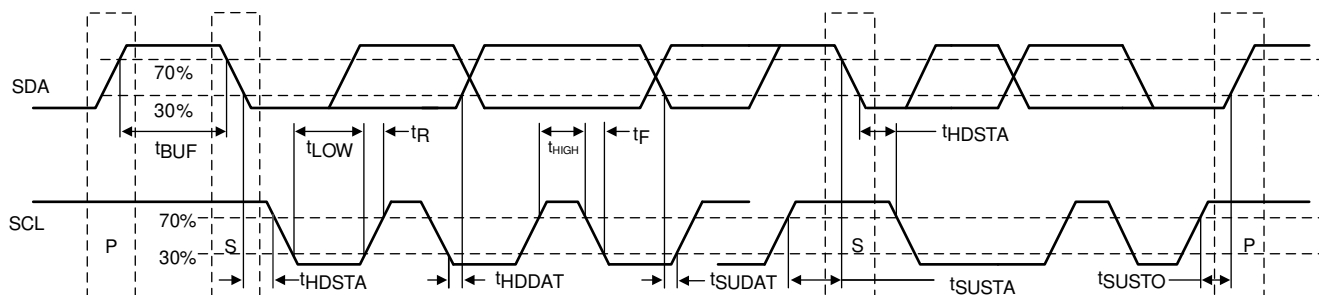 SDA
70%
30%
tBUF
tLOW
tR
tHIGH
tF
tHDSTA
SCL
70%
30%
P
S
S
P
tHDSTA
tHDDAT
tSUDAT
tSUSTA
tSUSTO